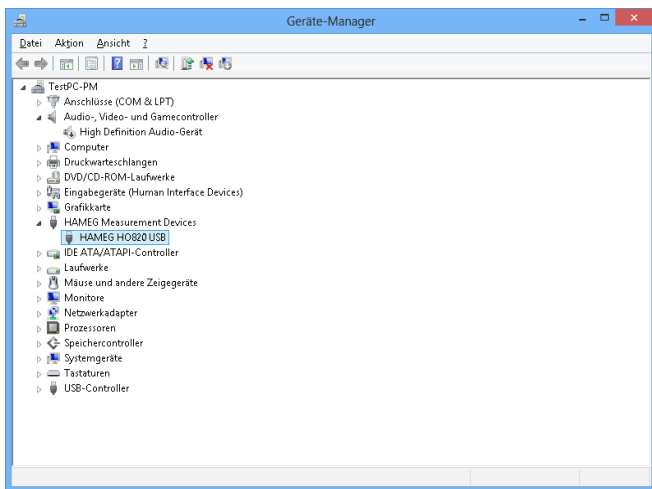 Geräte-Manager
Datei Aktion Ansicht ?
TestPC-PM
Anschlüsse (COM & LPT)
Audio-, Video- und Gamecontroller
High Definition Audio-Gerät
Computer
Druckwarteschlangen
DVD/CD-ROM-Laufwerke
Eingabegeräte (Human Interface Devices)
Grafikkarte
HAMEG Measurement Devices
HAMEG HO820 USB
IDE ATA/ATAPI-Controller
Laufwerke
Mäuse und andere Zeigegeräte
Monitore
Netzwerkadapter
Prozessoren
Speichercontroller
Systemgeräte
Tastaturen
USB-Controller